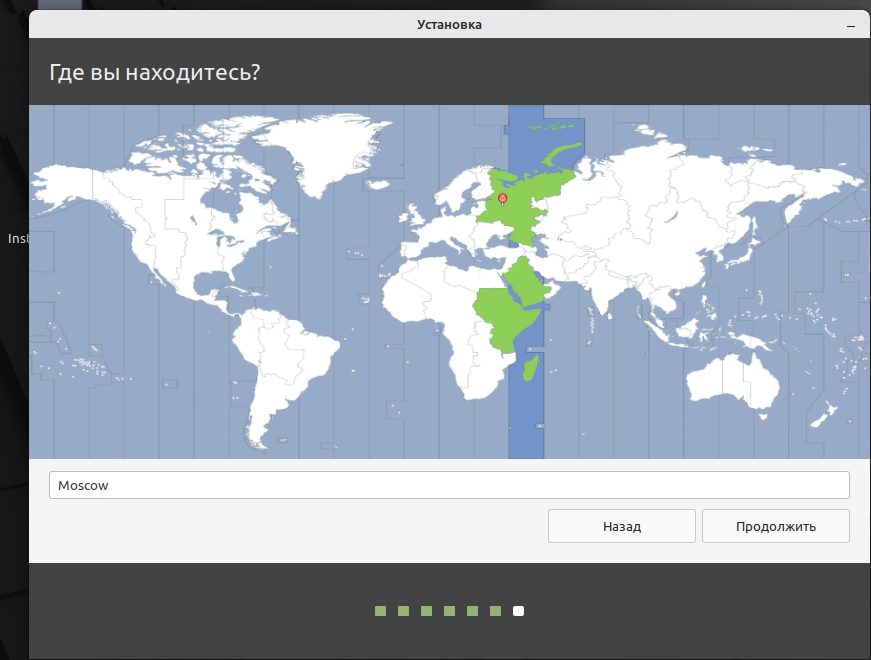 Установка
Где вы находитесь?
Inst
Moscow
Назад
Продолжить